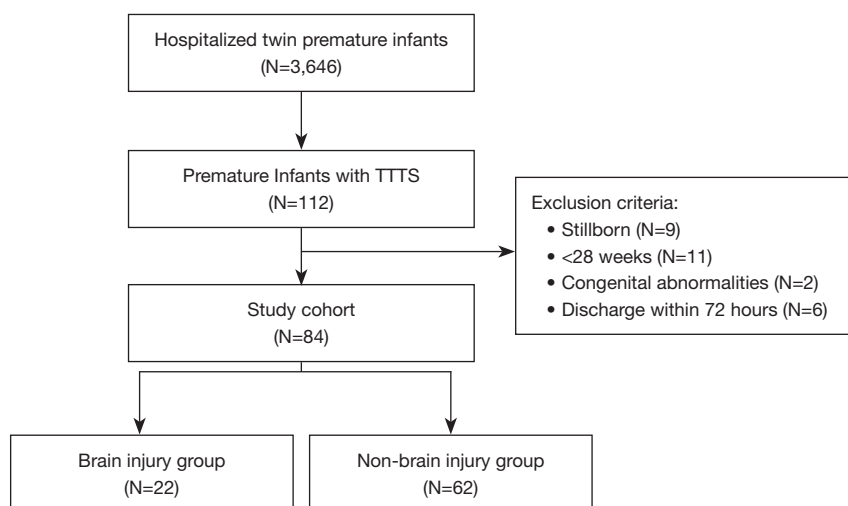 Hospitalized twin premature infants
(N=3,646)
Premature Infants with TTTS
(N=112)
Exclusion criteria:
• Stillborn (N=9)
• <28 weeks (N=11)
• Congenital abnormalities (N=2)
• Discharge within 72 hours (N=6)
Study cohort
(N=84)
Brain injury group
(N=22)
Non-brain injury group
(N=62)